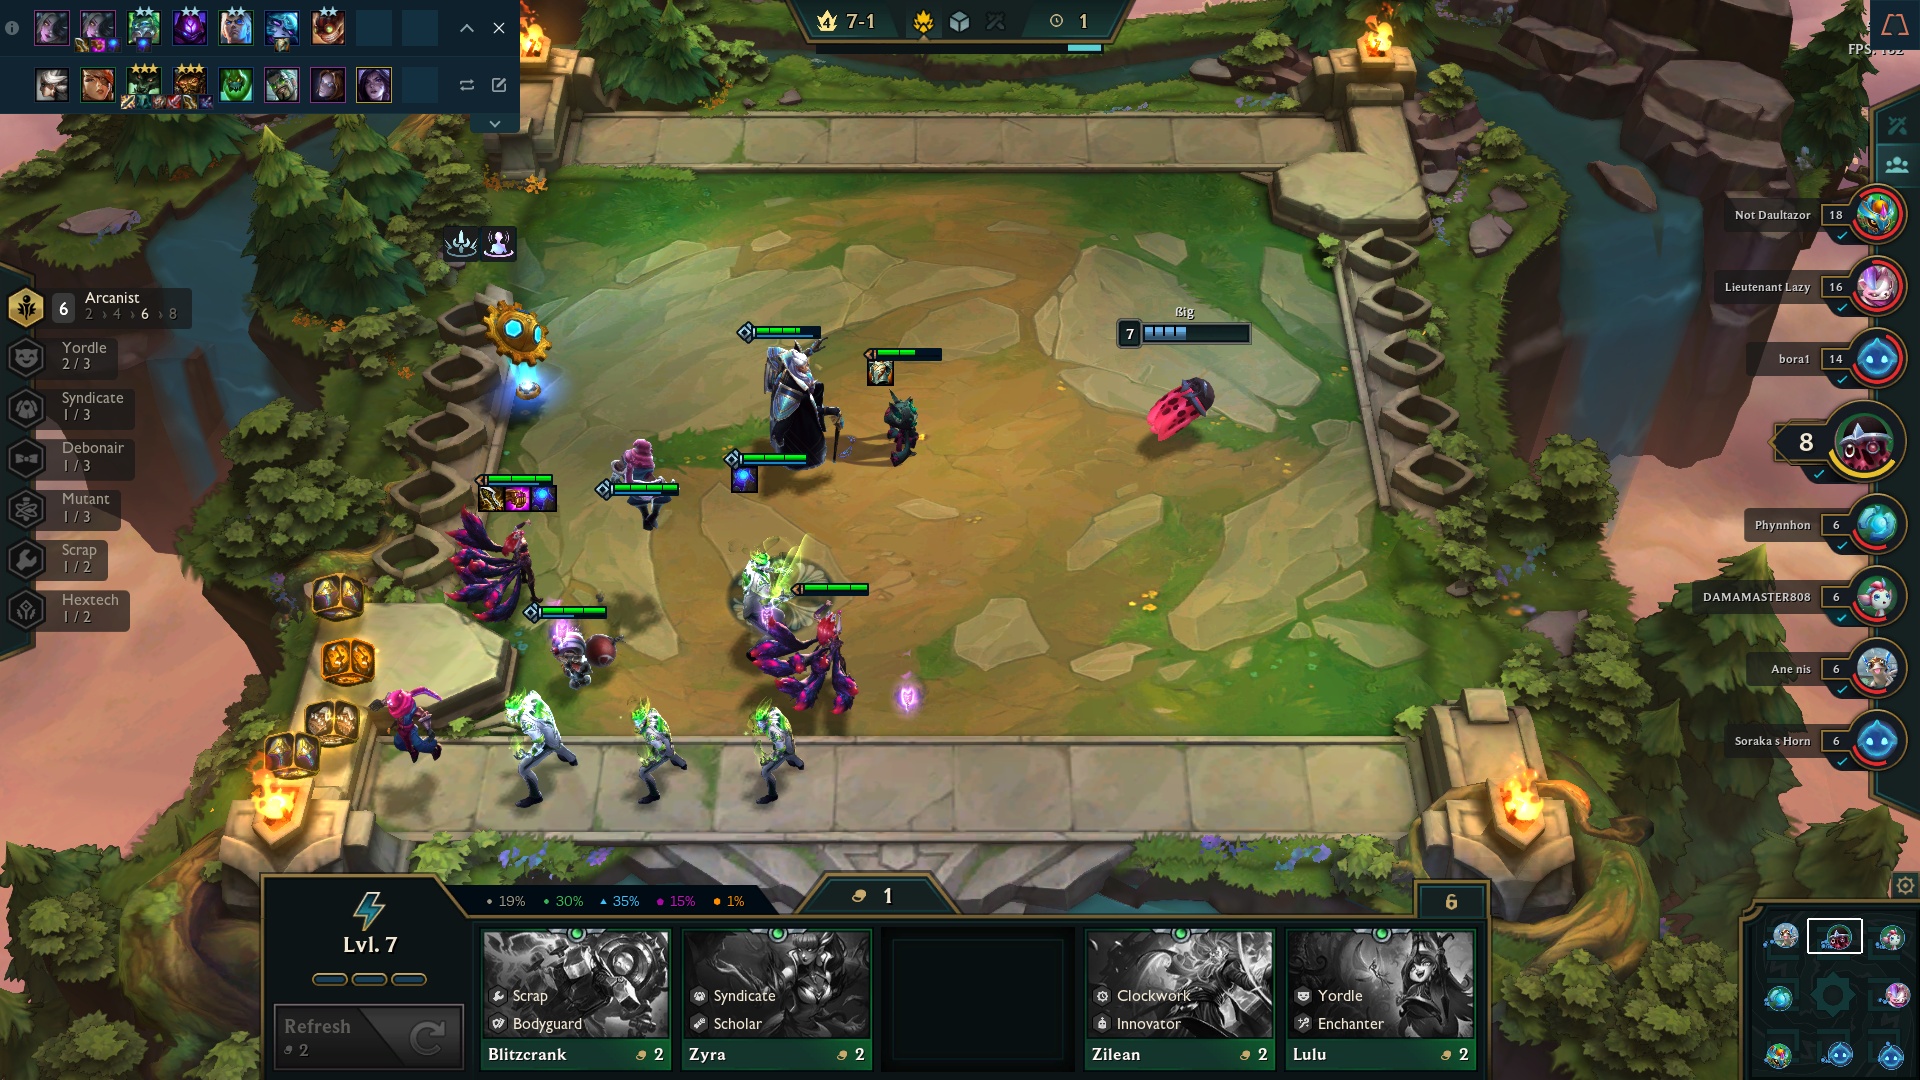 4
7-1
1
FPS: 182
Not Daultazor 18
Lieutenant Lazy 16
bora1 14
8
Phynnhon 6
DAMAMASTER808 6
Ane nis 6
Soraka s Horn 6
6 Arcanist
2 › 4 › 6 › 8
Yordle
2 / 3
Syndicate
1 / 3
Debonair
1 / 3
Mutant
1 / 3
Scrap
1 / 2
Hextech
1 / 2
7
Lvl. 7
19% 30% 35% 15% 1%
1
6
Refresh
2
Scrap
Bodyguard
Blitzcrank 2
Syndicate
Scholar
Zyra 2
Clockwork
Innovator
Zilean 2
Yordle
Enchanter
Lulu 2